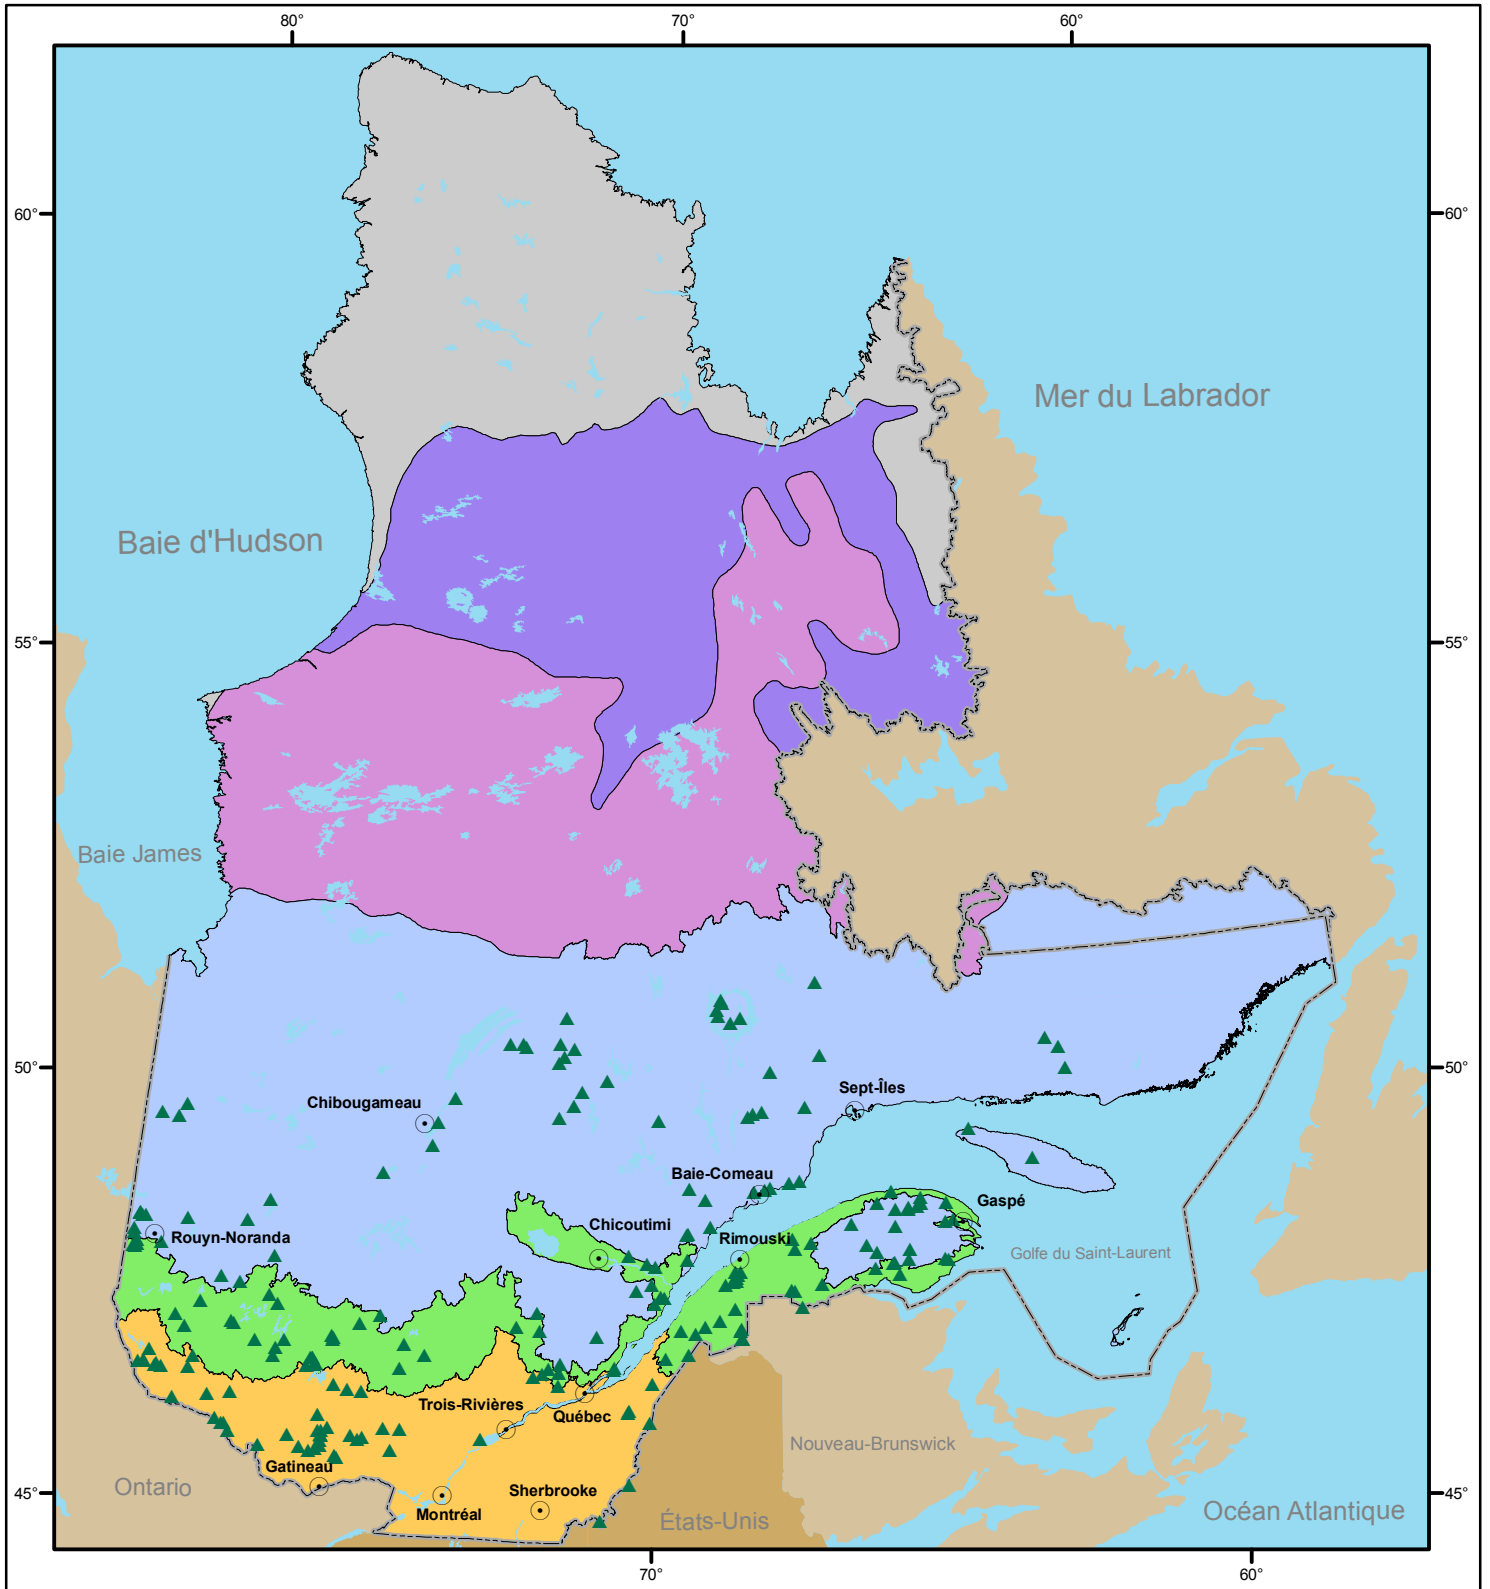 80°
70°
60°
60°
60°
Mer du Labrador
Baie d'Hudson
55°
55°
Baie James
50°
50°
Sept-Îles
Chibougameau
Baie-Comeau
Gaspé
Chicoutimi
Rimouski
Rouyn-Noranda
Golfe du Saint-Laurent
Trois-Rivières
Québec
Nouveau-Brunswick
Gatineau
Ontario
Sherbrooke
45°
45°
Montréal
États-Unis
Océan Atlantique
70°
60°